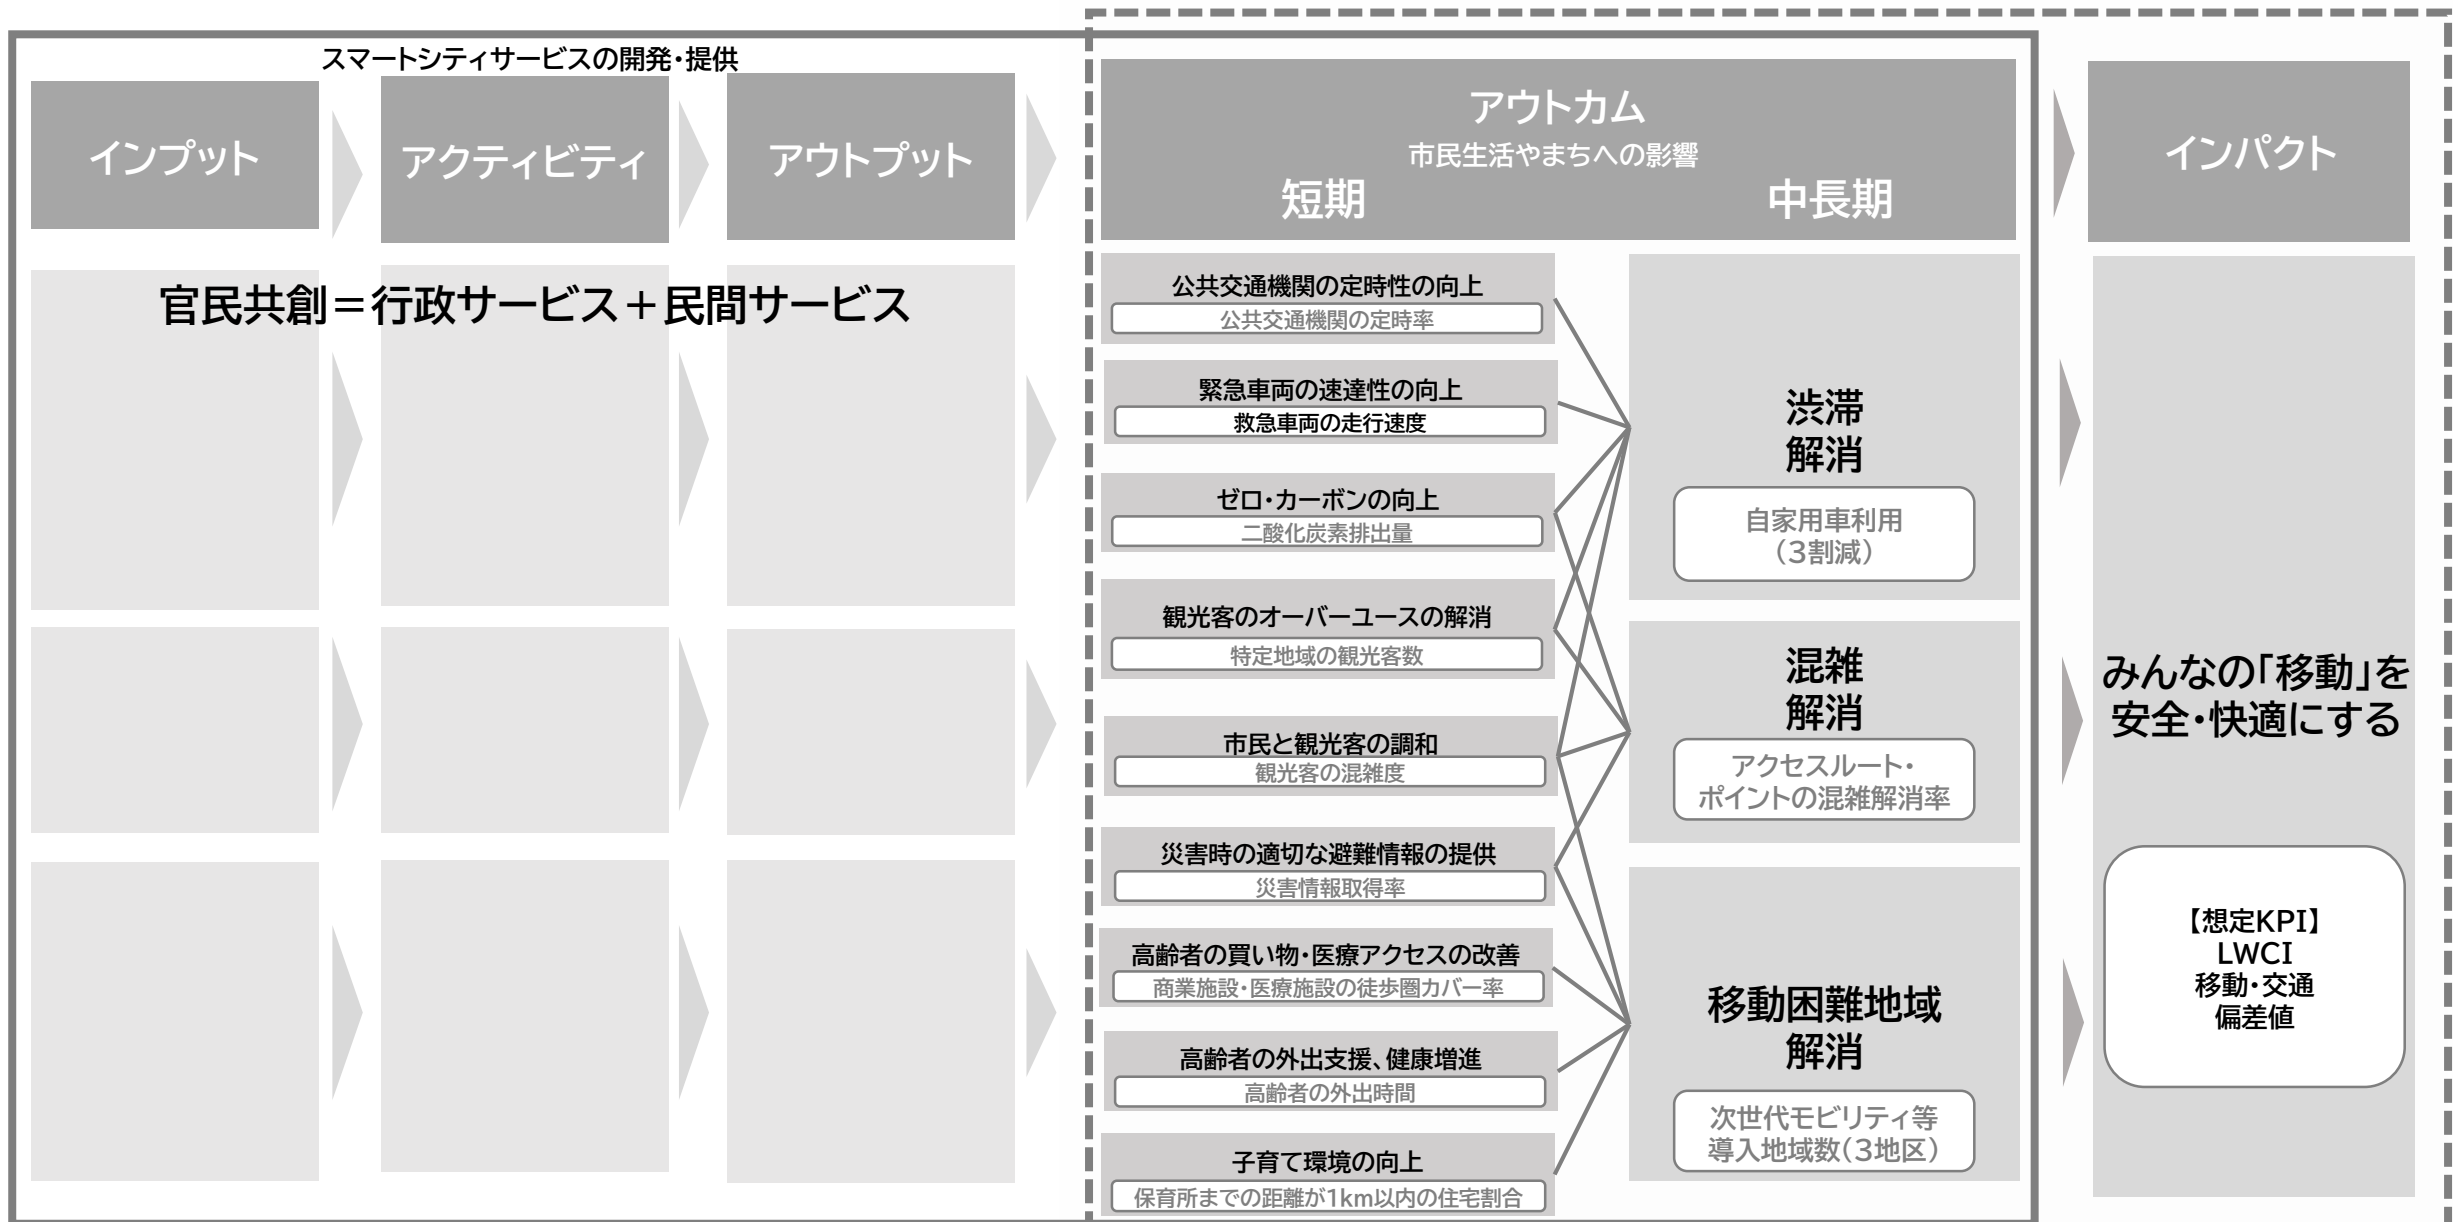 スマートシティサービスの開発・提供
インプット
アクティビティ
アウトプット
アウトカム
市民生活やまちへの影響
短期
中長期
インパクト
官民共創＝行政サービス＋民間サービス
公共交通機関の定時性の向上
公共交通機関の定時率
緊急車両の速達性の向上
救急車両の走行速度
ゼロ・カーボンの向上
二酸化炭素排出量
観光客のオーバーユースの解消
特定地域の観光客数
市民と観光客の調和
観光客の混雑度
災害時の適切な避難情報の提供
災害情報取得率
高齢者の買い物・医療アクセスの改善
商業施設・医療施設の徒歩圏カバー率
高齢者の外出支援、健康増進
高齢者の外出時間
子育て環境の向上
保育所までの距離が1km以内の住宅割合
渋滞
解消
自家用車利用
（3割減）
混雑
解消
アクセスルート・
ポイントの混雑解消率
移動困難地域
解消
次世代モビリティ等
導入地域数（3地区）
みんなの「移動」を
安全・快適にする
【想定KPI】
LWCI
移動・交通
偏差値